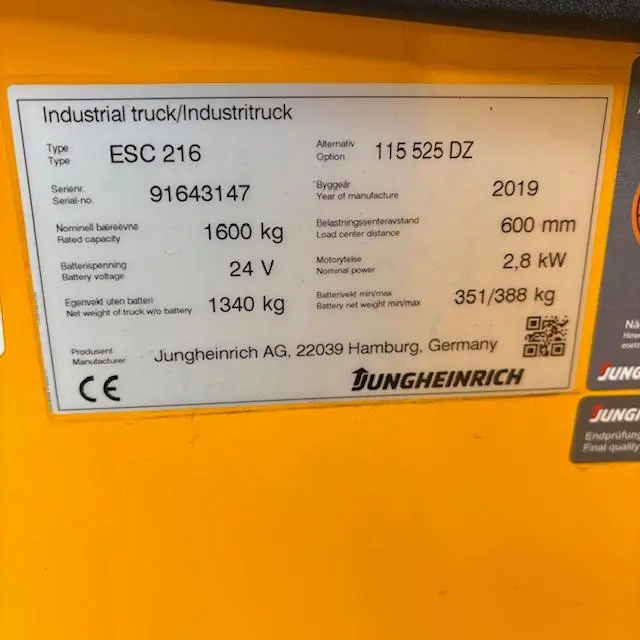 Industrial truck/Industritruck
Type
Type
ESC 216
Alternativ
Option
115 525 DZ
Serienr.
Serial-no.
91643147
Byggeår
Year of manufacture
2019
Nominell bæreevne
Rated capacity
1600 kg
Belastningssenteravstand
Load center distance
600 mm
Batterispenning
Battery voltage
24 V
Motorytelse
Nominal power
2,8 kW
Egenvekt uten batteri
Net weight of truck w/o battery
1340 kg
Batterivekt min/max
Battery net weight min/max
351/388 kg
Produsent
Manufacturer
Jungheinrich AG, 22039 Hamburg, Germany
CE
JUNGHEINRICH
Nä
Hinw
JUNG
JUNGH
Endprüfung
Final quality